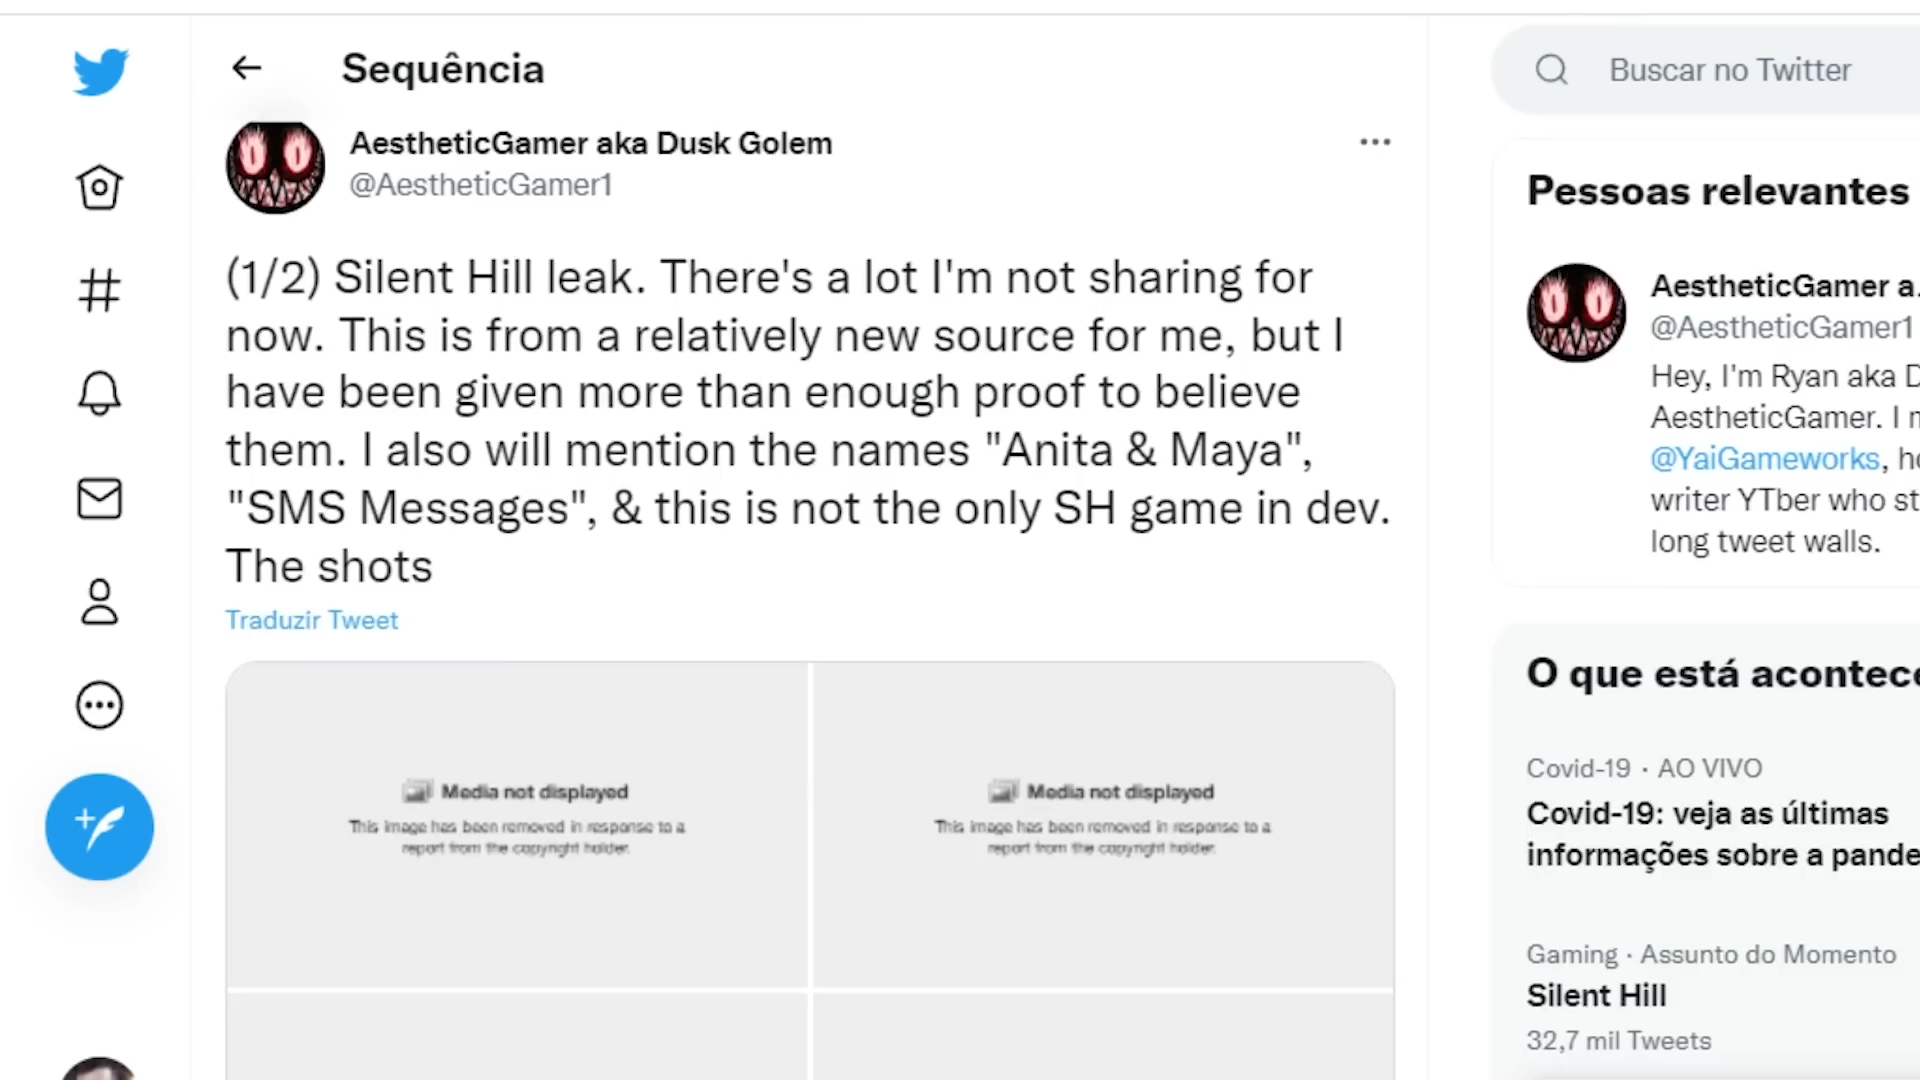 Sequência
Buscar no Twitter
AestheticGamer aka Dusk Golem
@AestheticGamer1
(1/2) Silent Hill leak. There's a lot I'm not sharing for
now. This is from a relatively new source for me, but I
have been given more than enough proof to believe
them. I also will mention the names "Anita & Maya",
"SMS Messages", & this is not the only SH game in dev.
The shots
Traduzir Tweet
Media not displayed
This image has been removed in response to a
report from the copyright holder.
Media not displayed
This image has been removed in response to a
report from the copyright holder.
Pessoas relevantes
AestheticGamer a.
@AestheticGamer1
Hey, I'm Ryan aka D
AestheticGamer. I m
@YaiGameworks, ho
writer YTber who st
long tweet walls.
O que está acontece
Covid-19 · AO VIVO
Covid-19: veja as últimas
informações sobre a pande
Gaming · Assunto do Momento
Silent Hill
32,7 mil Tweets